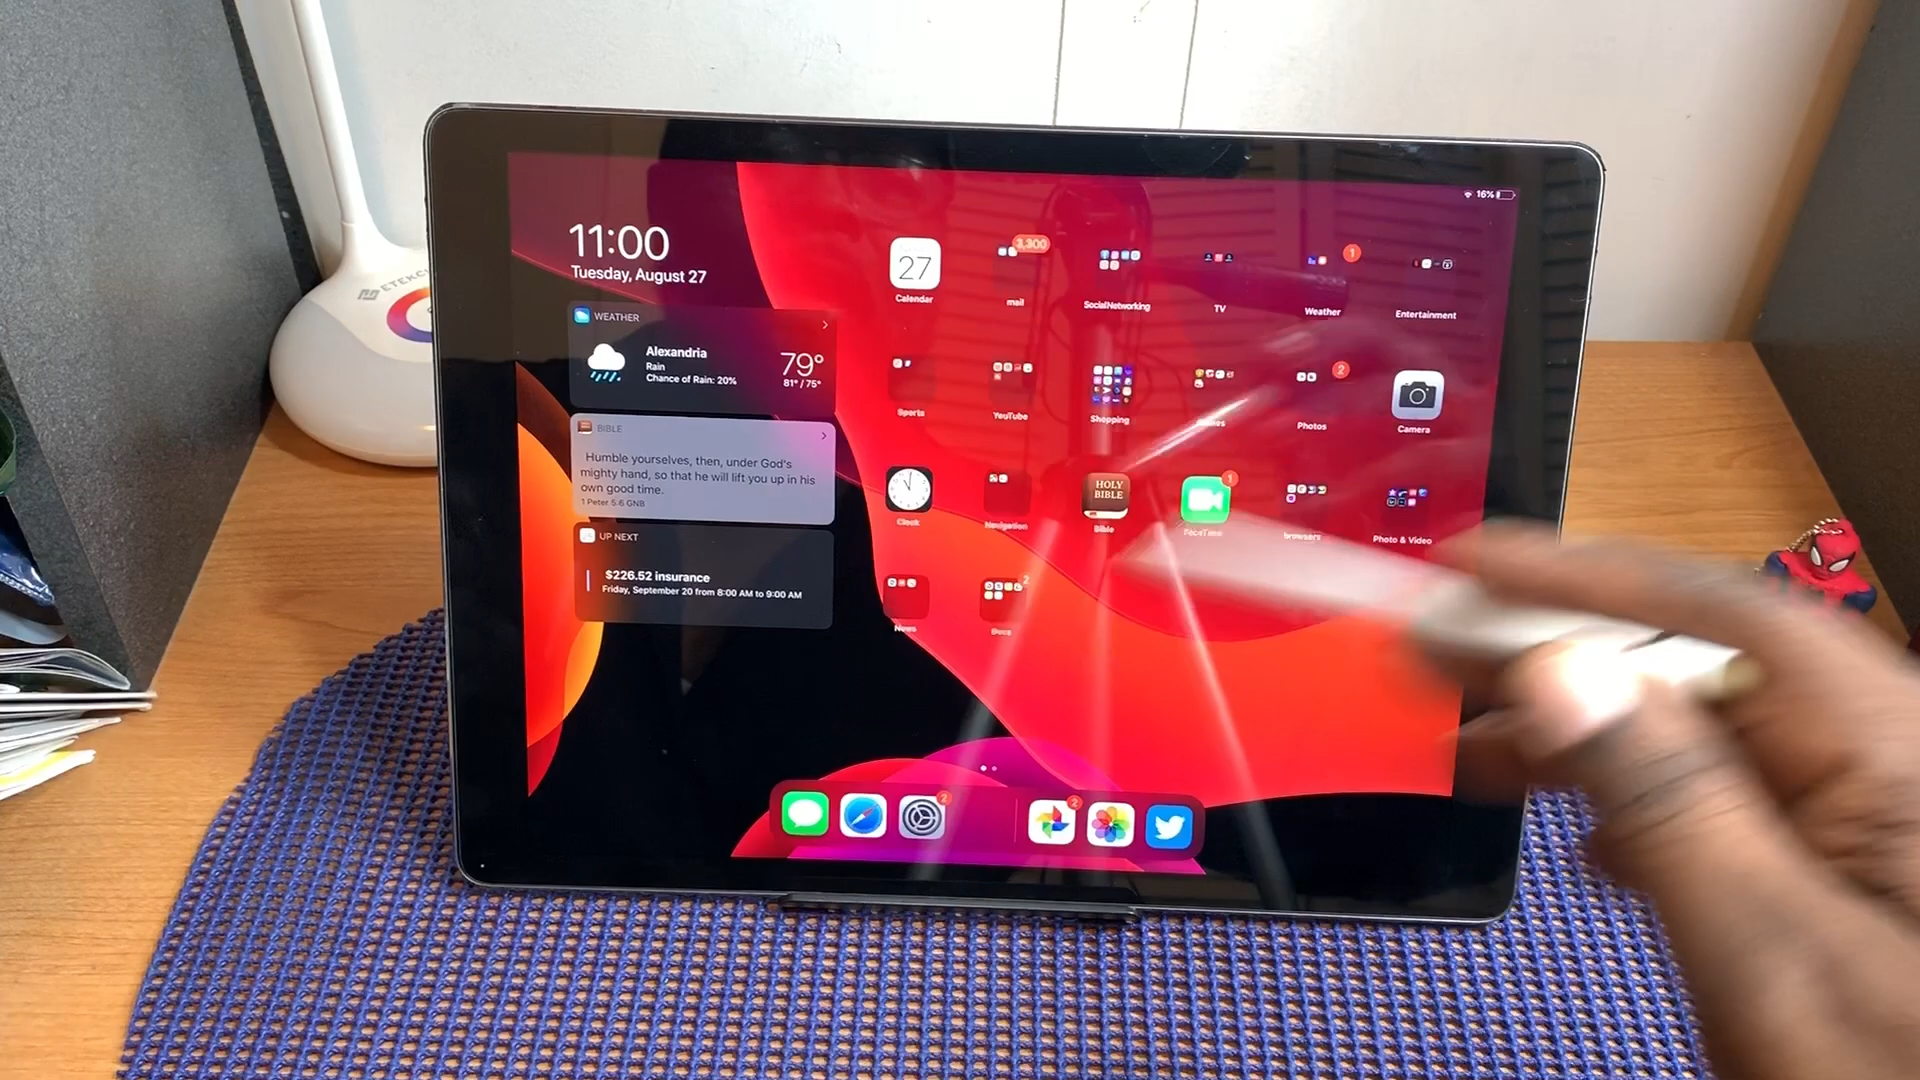 ETEKC
16%
11:00
Tuesday, August 27
WEATHER
Alexandria
Rain
Chance of Rain: 20%
79°
81° / 75°
BIBLE
Humble yourselves, then, under God's
mighty hand, so that he will lift you up in his
own good time.
1 Peter 5:6 GNB
UP NEXT
$226.52 insurance
Friday, September 20 from 8:00 AM to 9:00 AM
27
Calendar
3,300
mail
SocialNetworking
TV
1
Weather
Entertainment
Sports
YouTube
Shopping
2
Photos
Camera
Clock
Navigation
HOLY
BIBLE
Bible
1
FaceTime
browsers
Photo & Video
News
2
Docs
2
2